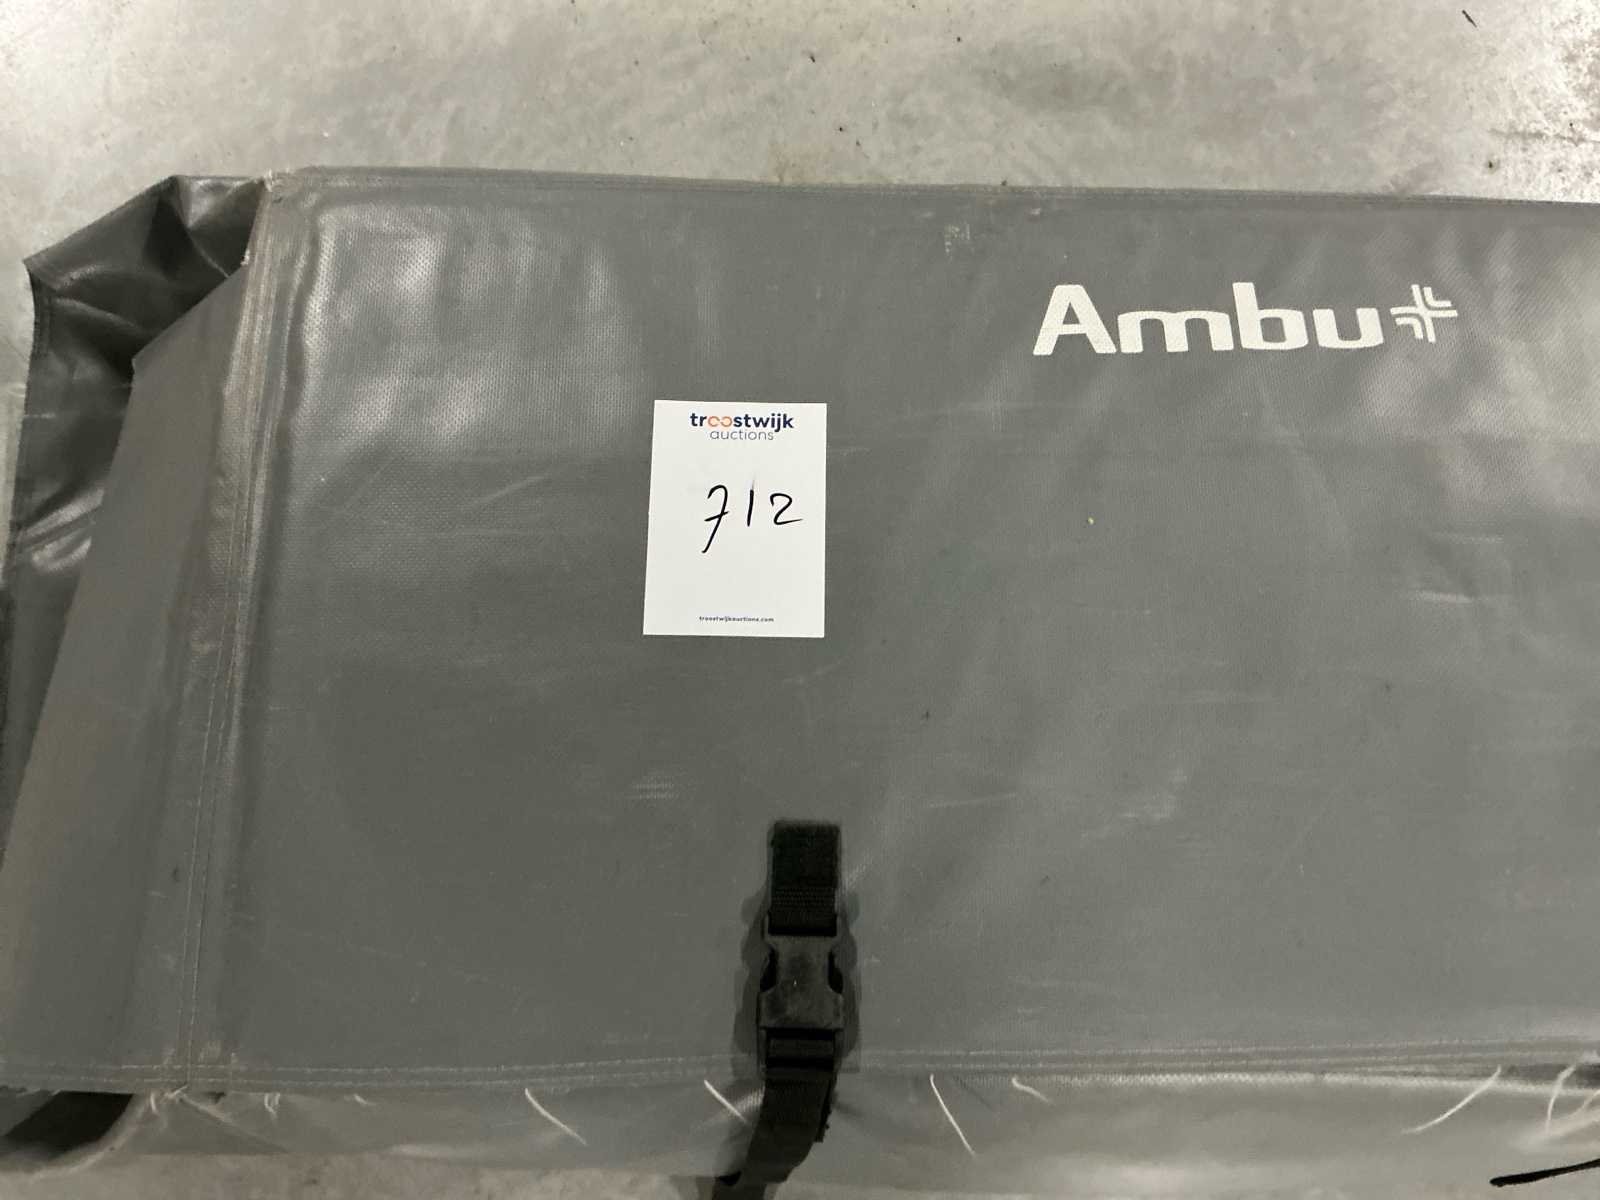 Ambu
troostwijk
auctions
712
troostwijkauctions.com